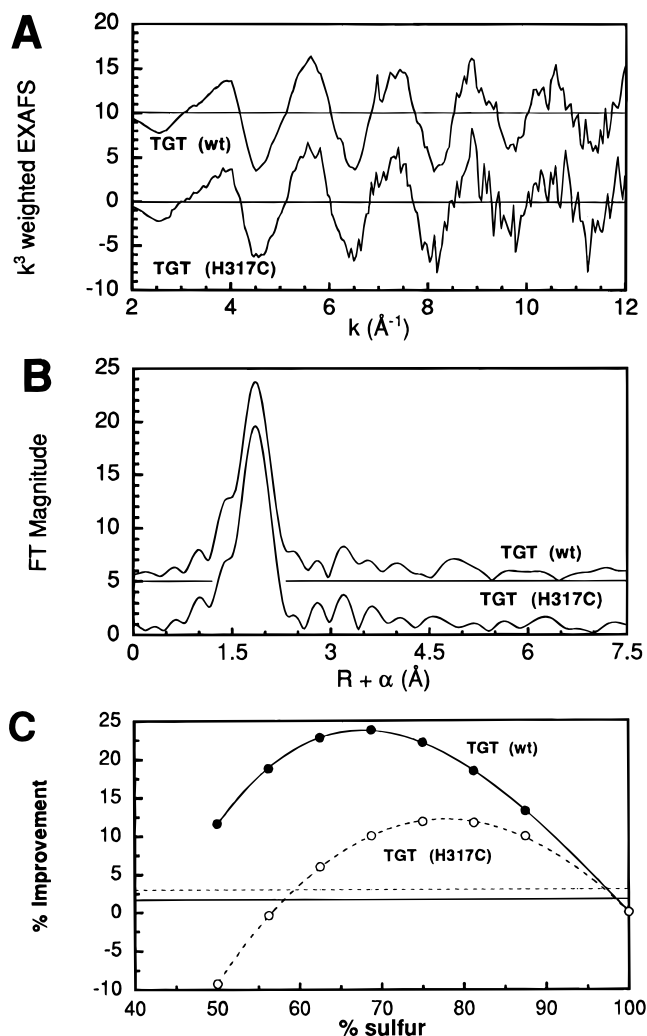 A
k³ weighted EXAFS
20
15
10
5
0
-5
-10
TGT (wt)
TGT (H317C)
2 4 6 8 10 12
k (Å⁻¹)
B
FT Magnitude
25
20
15
10
5
0
TGT (wt)
TGT (H317C)
0 1.5 3 4.5 6 7.5
R + α (Å)
C
% Improvement
25
20
15
10
5
0
-5
-10
TGT (wt)
TGT (H317C)
40 50 60 70 80 90 100
% sulfur